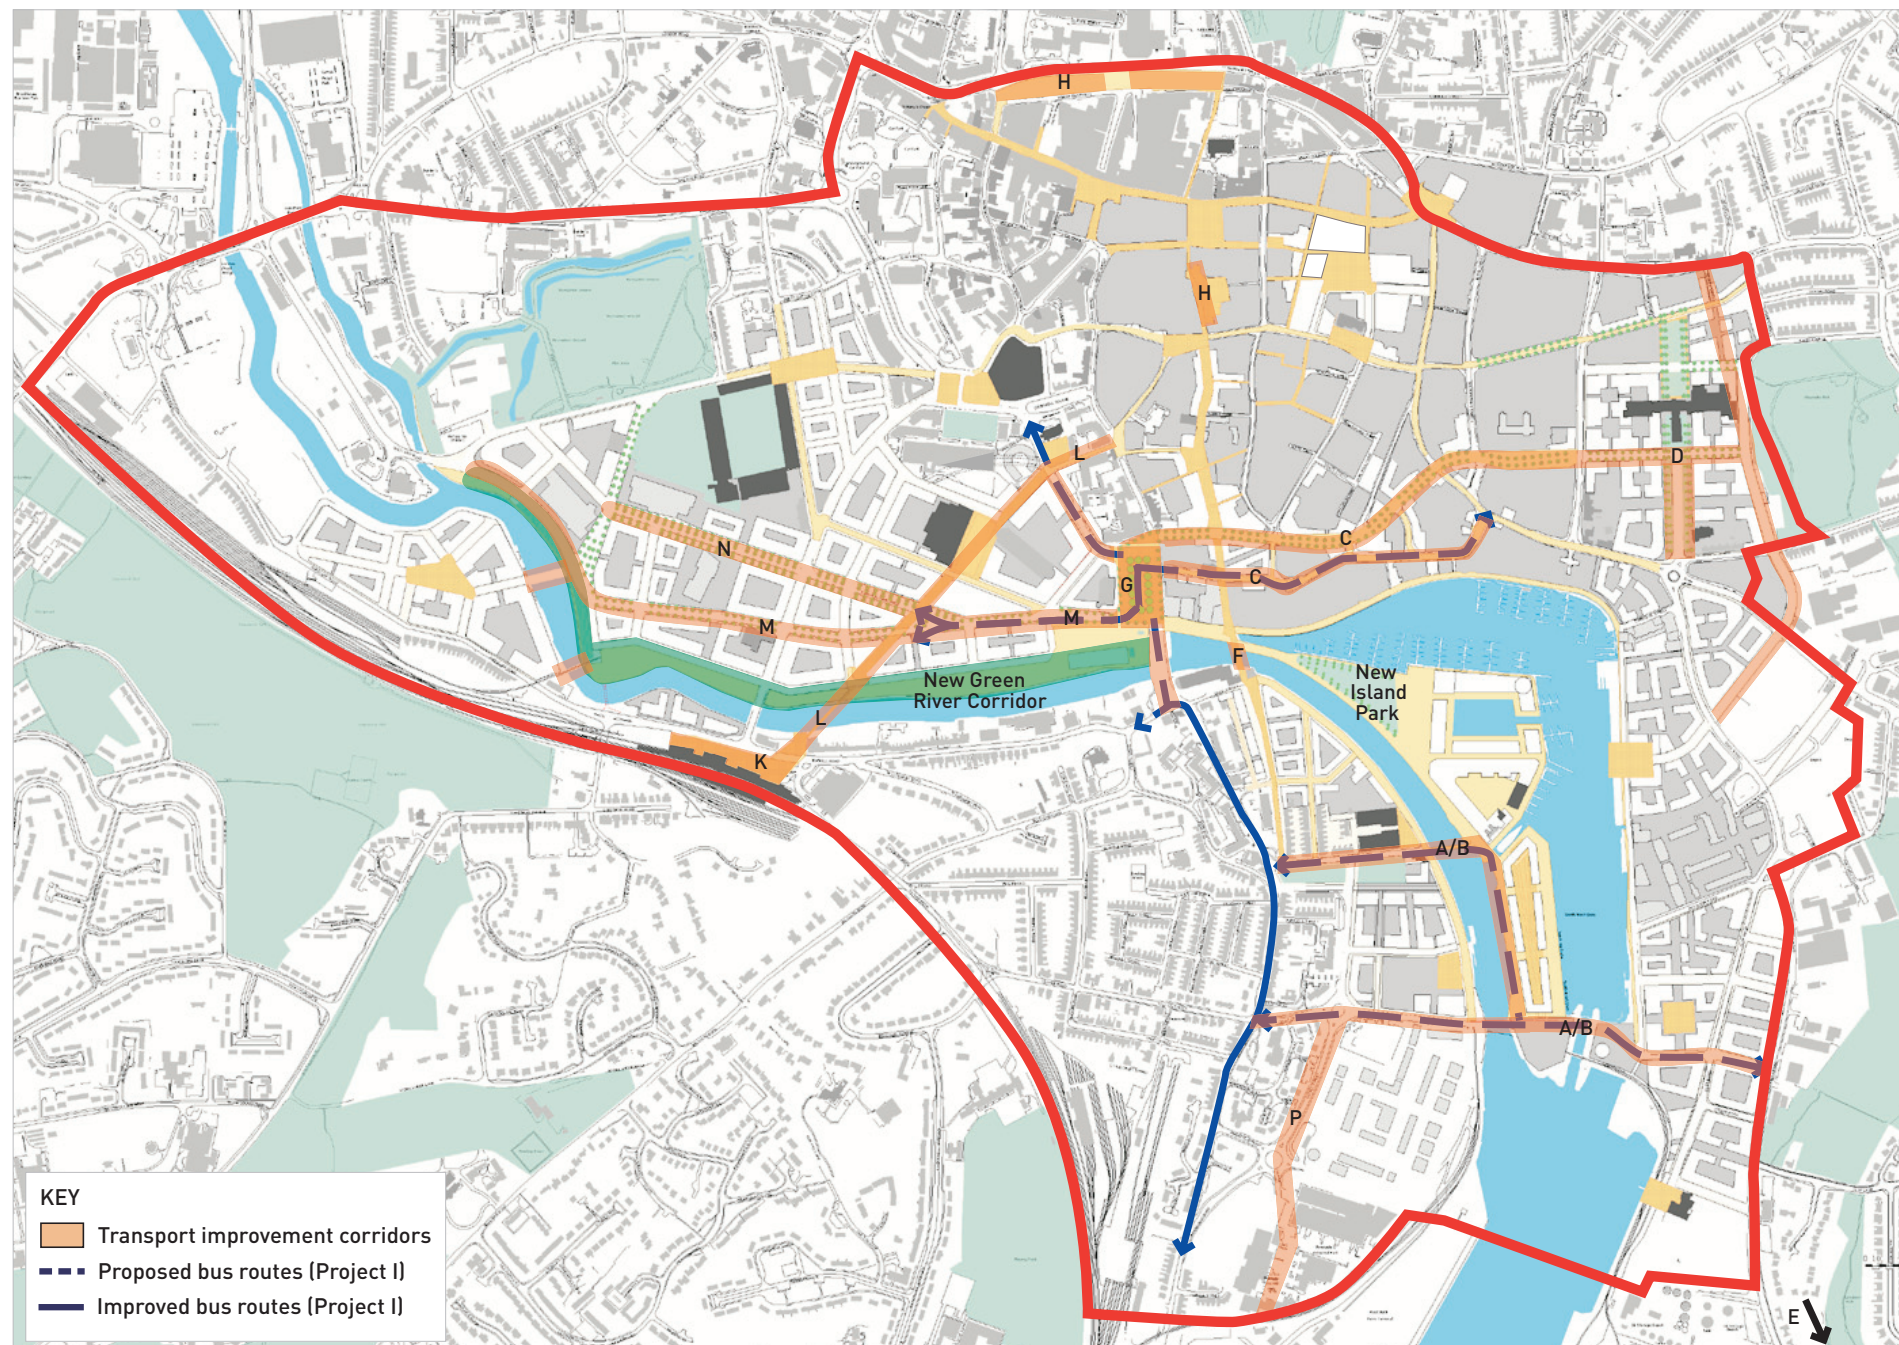 H
H
L
D
C
N
C
G
M
M
F
New Green
River Corridor
New
Island
Park
L
K
A/B
A/B
P
E
KEY
Transport improvement corridors
Proposed bus routes (Project I)
Improved bus routes (Project I)